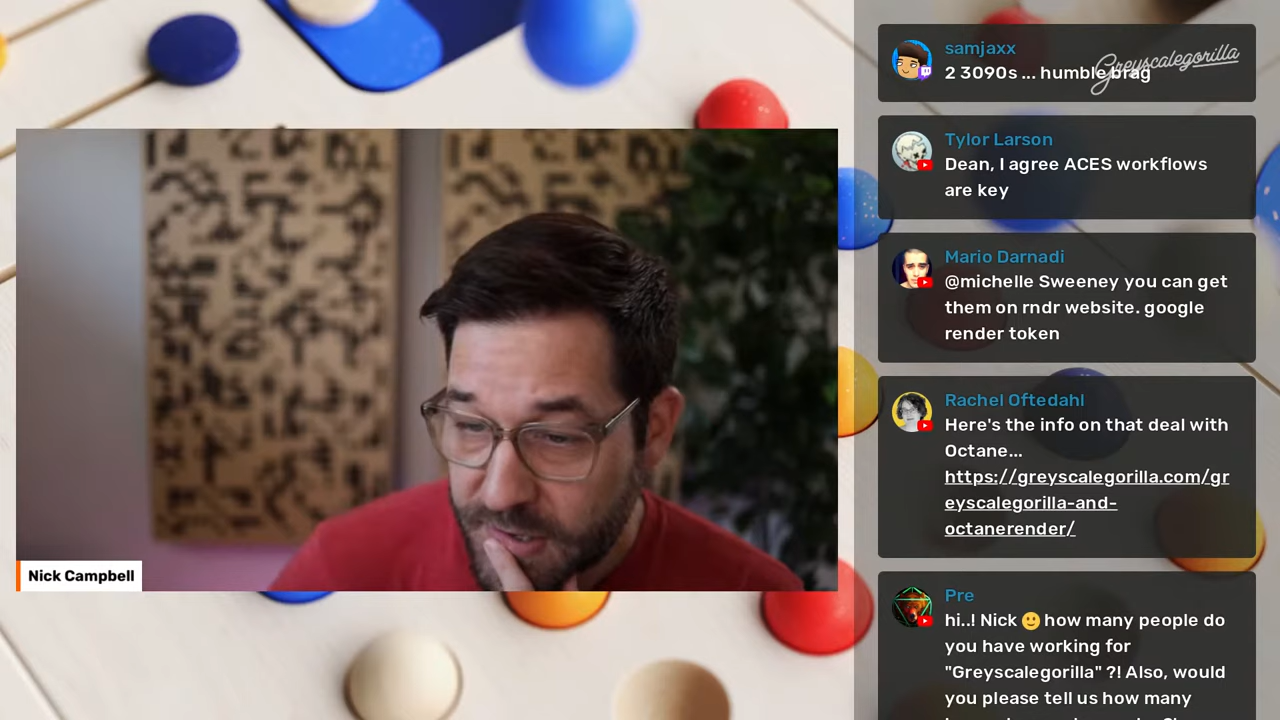 samjaxx
2 3090s ... humble brag
Greyscalegorilla
Tylor Larson
Dean, I agree ACES workflows
are key
Mario Darnadi
@michelle Sweeney you can get
them on rndr website. google
render token
Rachel Oftedahl
Here's the info on that deal with
Octane...
https://greyscalegorilla.com/gr
eyscalegorilla-and-
octanerender/
Pre
hi..! Nick 🙂 how many people do
you have working for
"Greyscalegorilla" ?! Also, would
you please tell us how many
Nick Campbell